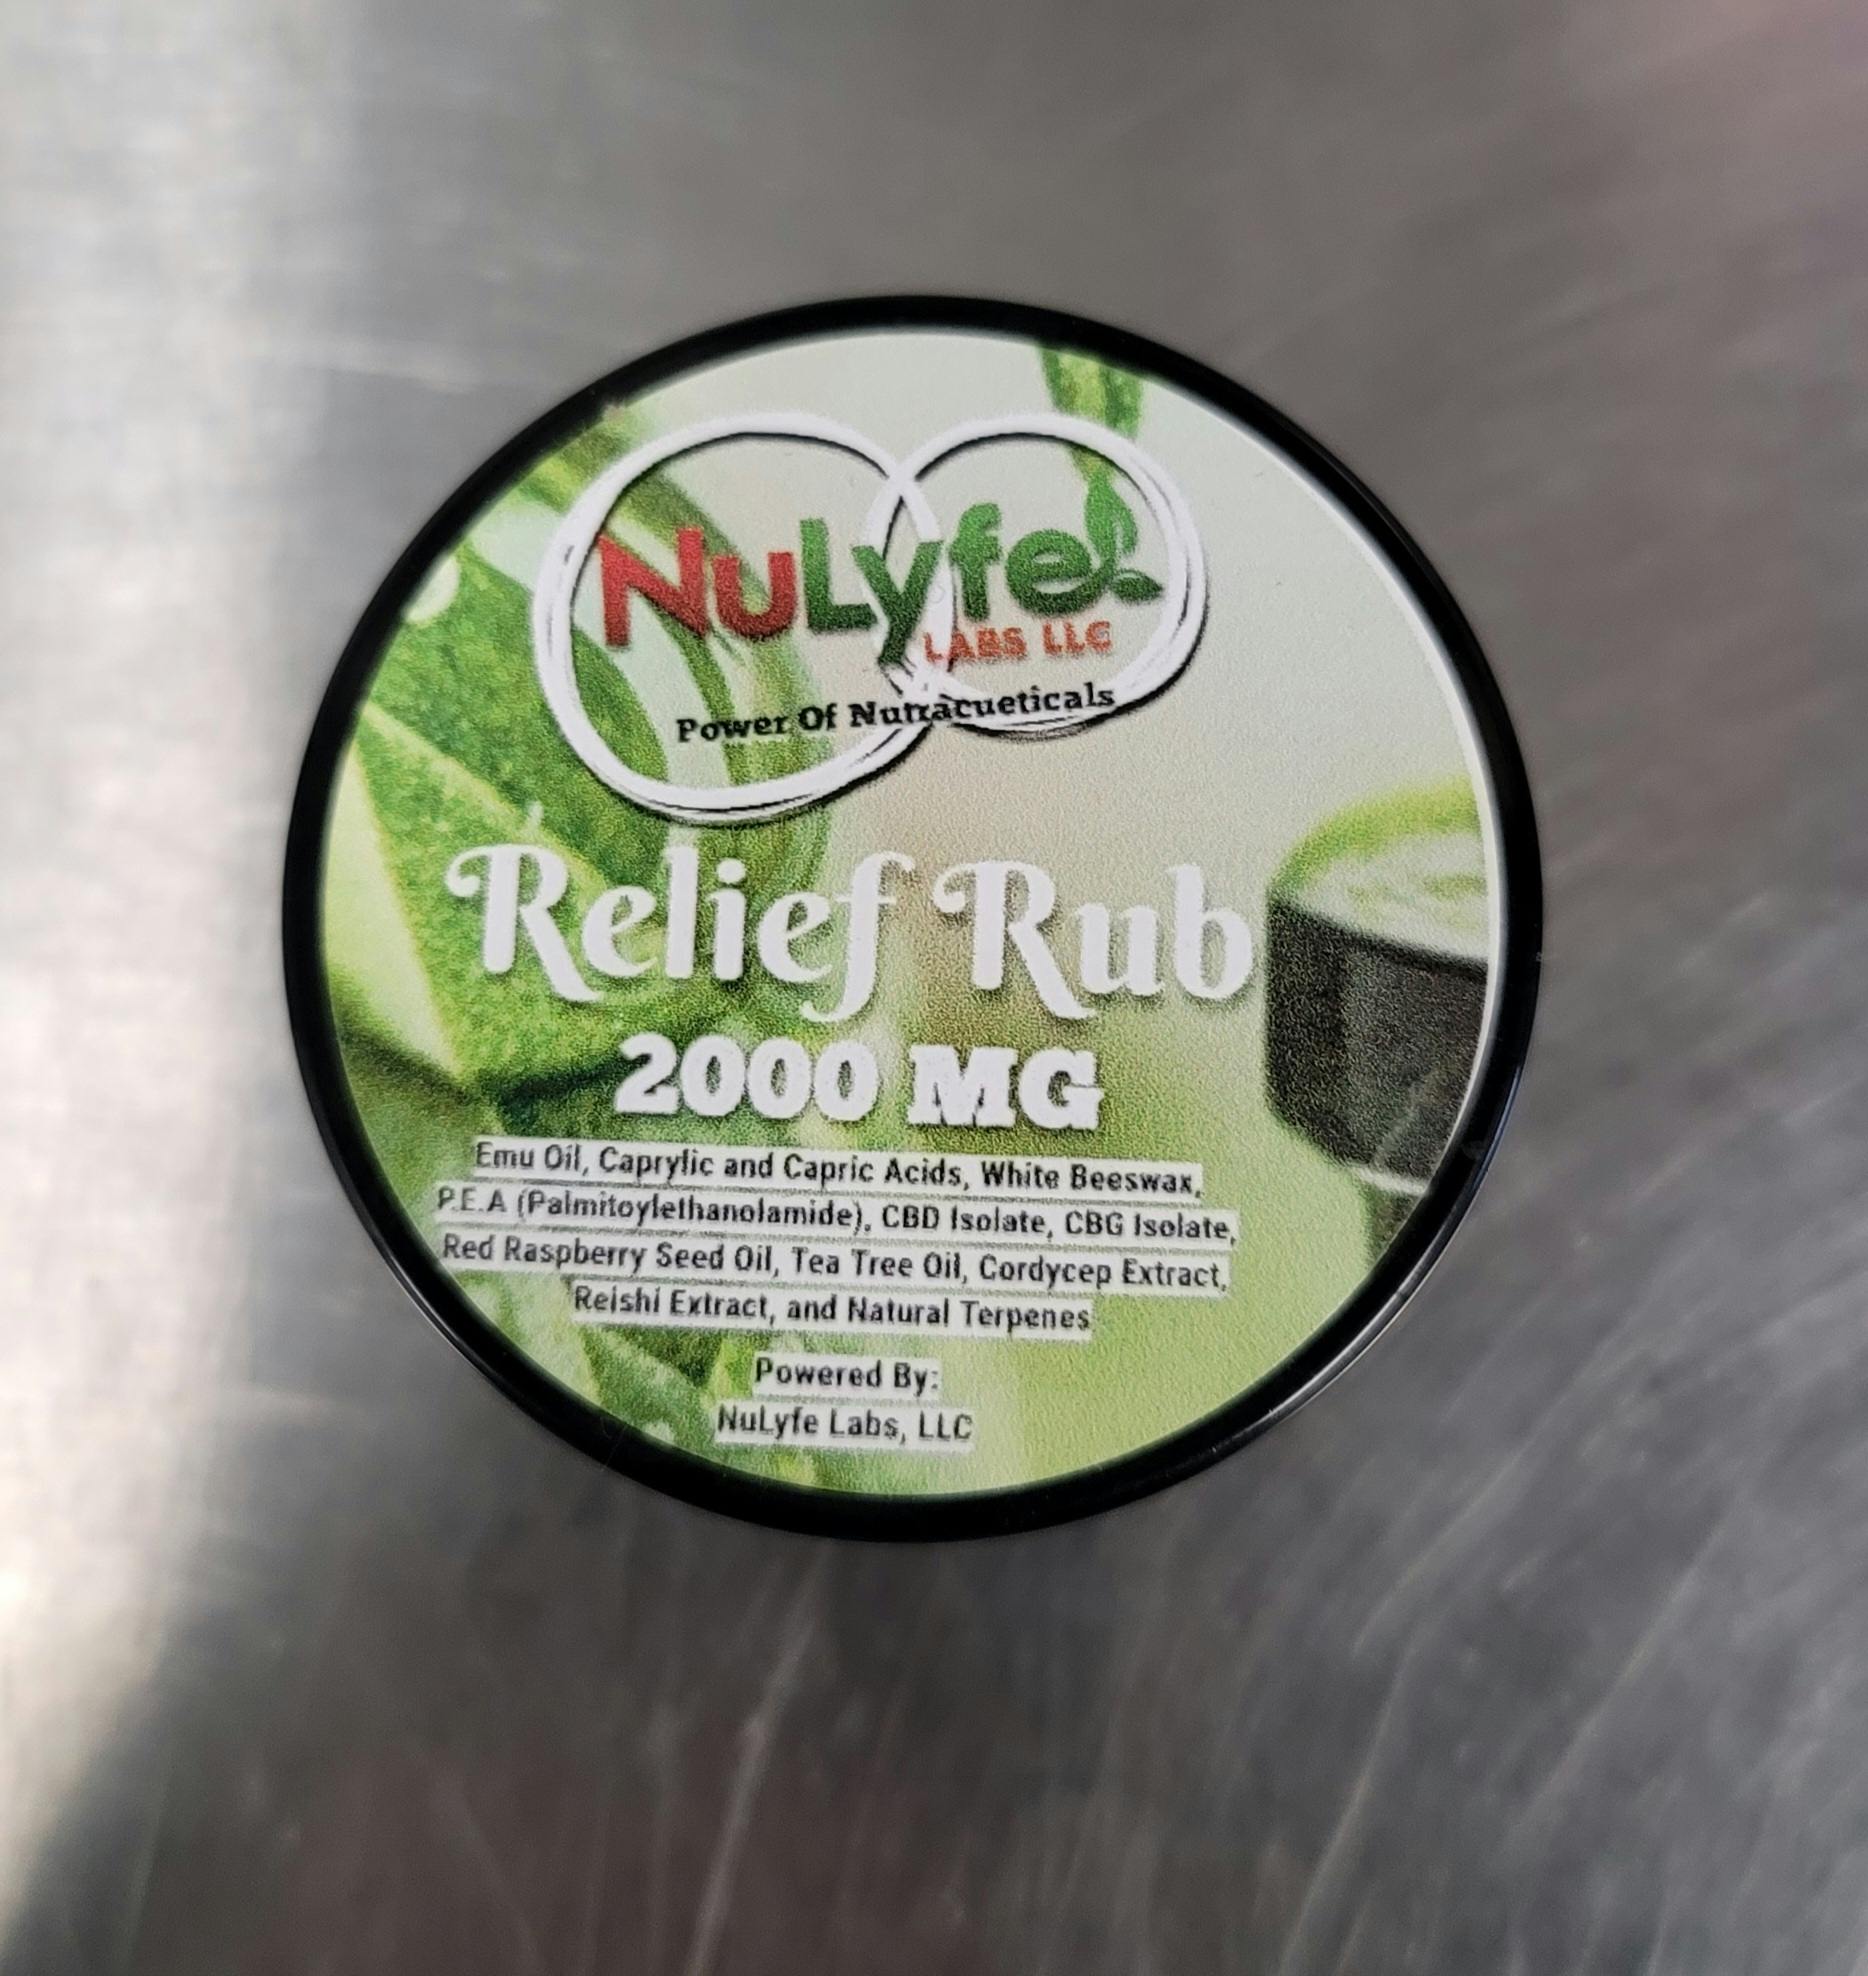 NuLyfe
LABS LLC
Power Of Nutracueticals
Relief Rub
2000 MG
Emu Oil, Caprylic and Capric Acids, White Beeswax,
P.E.A (Palmitoylethanolamide), CBD Isolate, CBG Isolate,
Red Raspberry Seed Oil, Tea Tree Oil, Cordycep Extract,
Reishi Extract, and Natural Terpenes
Powered By:
NuLyfe Labs, LLC